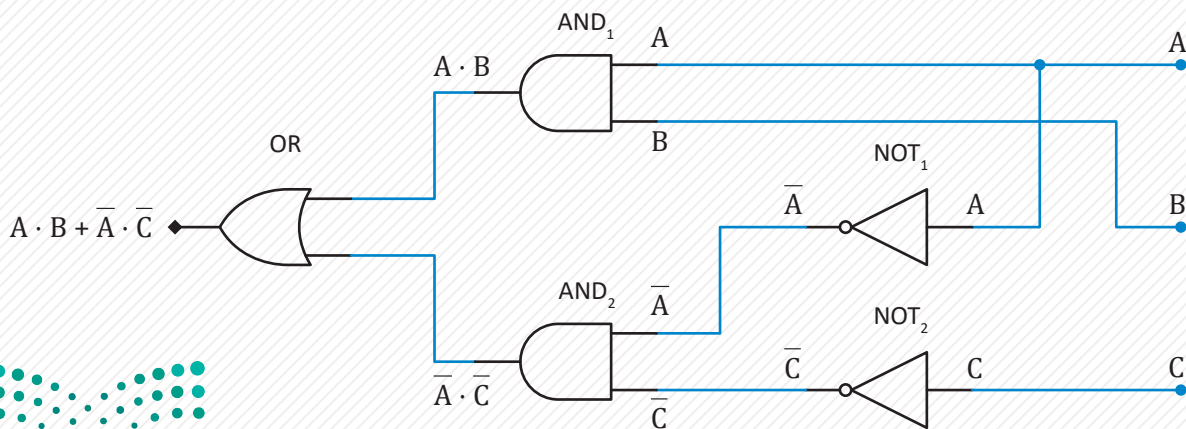 AND₁
A
A
A · B
B
OR
NOT₁
A̅
A
B
A · B + A̅ · C̅
AND₂
A̅
NOT₂
C̅
C
C
A̅ · C̅
C̅